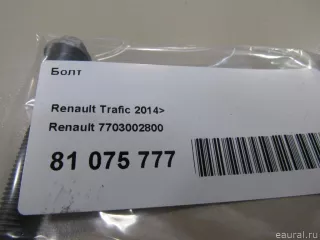 Болт
Renault Trafic 2014>
Renault 7703002800
81 075 777
eaural.ru